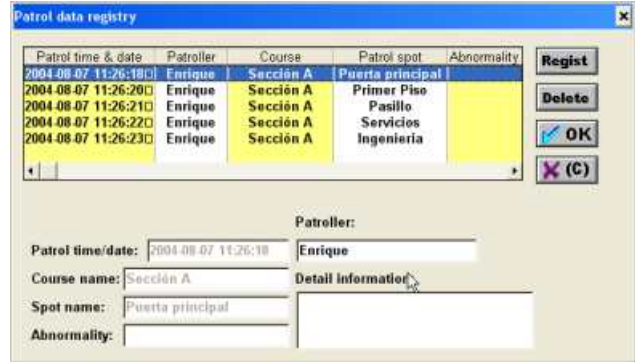 Patrol data registry
Patrol time & date Patroller Course Patrol spot Abnormality
2004-08-07 11:26:18 Enrique Sección A Puerta principal
2004-08-07 11:26:20 Enrique Sección A Primer Piso
2004-08-07 11:26:21 Enrique Sección A Pasillo
2004-08-07 11:26:22 Enrique Sección A Servicios
2004-08-07 11:26:23 Enrique Sección A Ingenieria
Regist
Delete
OK
(C)
Patroller:
Patrol time/date: 2004-08-07 11:26:18 Enrique
Course name: Sección A Detail information
Spot name: Puerta principal
Abnormality: